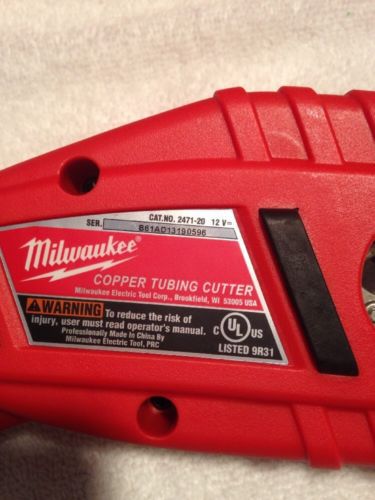 CAT.NO. 2471-20 12 V⎓
SER. B61AD13190596
Milwaukee®
COPPER TUBING CUTTER
Milwaukee Electric Tool Corp., Brookfield, WI 53005 USA
WARNING To reduce the risk of
injury, user must read operator's manual.
Professionally Made In China By
Milwaukee Electric Tool, PRC
C UL US
LISTED 9R31